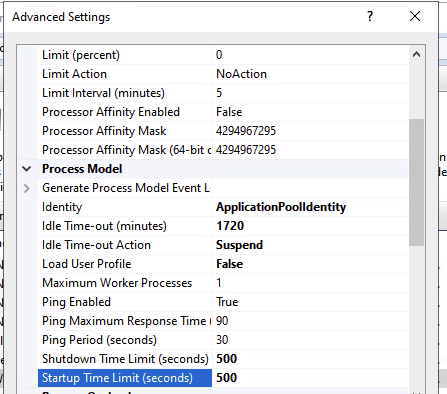 Advanced Settings
Limit (percent) 0
Limit Action NoAction
Limit Interval (minutes) 5
Processor Affinity Enabled False
Processor Affinity Mask 4294967295
Processor Affinity Mask (64-bit c 4294967295
Process Model
Generate Process Model Event L
Identity ApplicationPoolIdentity
Idle Time-out (minutes) 1720
Idle Time-out Action Suspend
Load User Profile False
Maximum Worker Processes 1
Ping Enabled True
Ping Maximum Response Time ( 90
Ping Period (seconds) 30
Shutdown Time Limit (seconds) 500
Startup Time Limit (seconds) 500